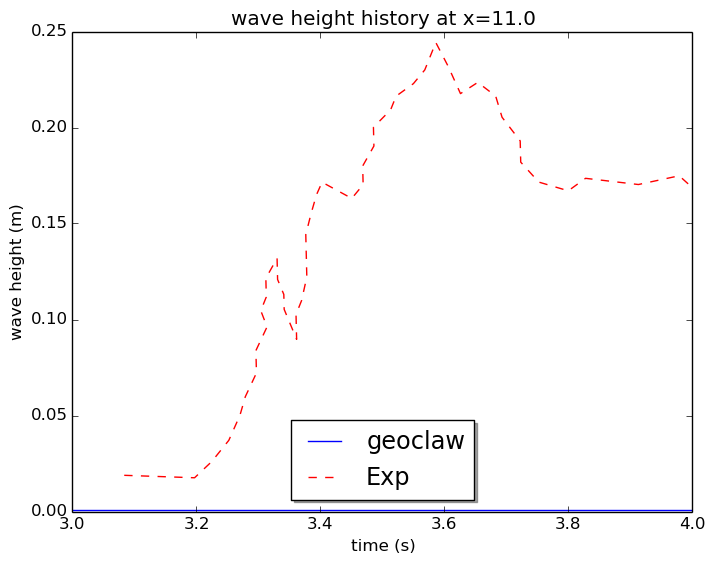 wave height history at x=11.0
0.25
0.20
0.15
0.10
0.05
0.00
wave height (m)
geoclaw
Exp
3.0 3.2 3.4 3.6 3.8 4.0
time (s)